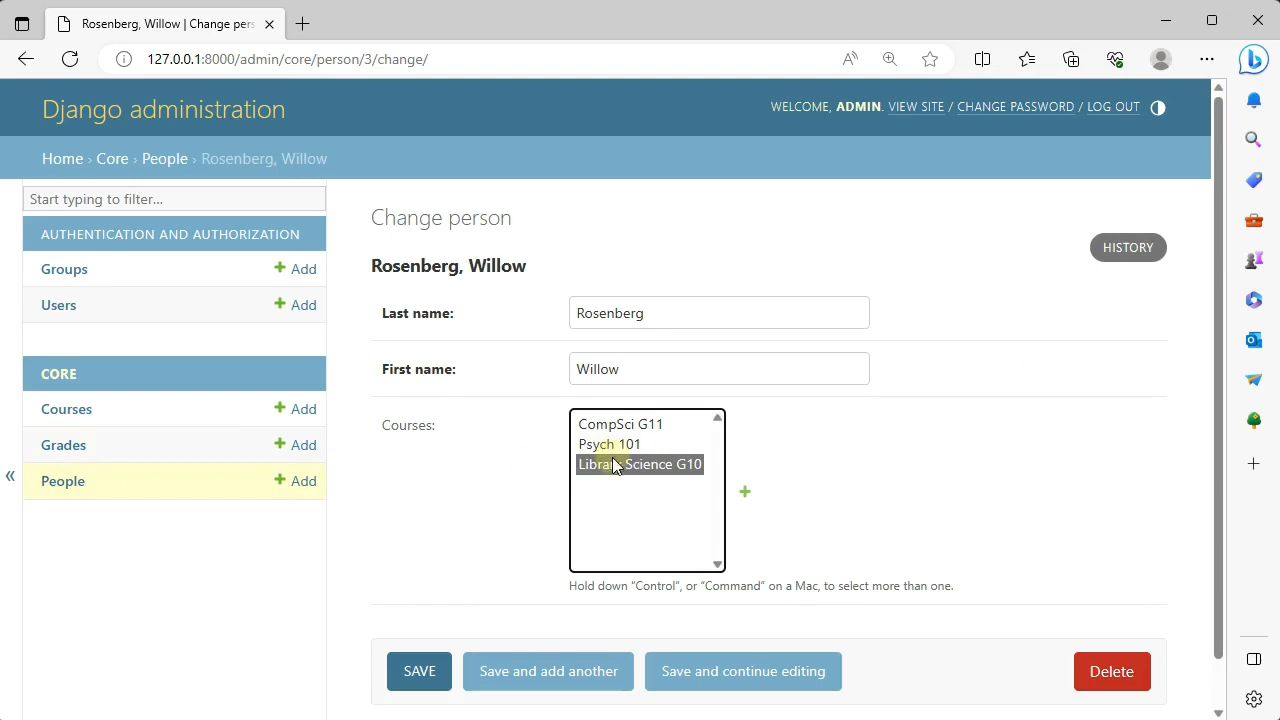 Rosenberg, Willow | Change pers
127.0.0.1:8000/admin/core/person/3/change/
Django administration
WELCOME, ADMIN. VIEW SITE / CHANGE PASSWORD / LOG OUT
Home › Core › People › Rosenberg, Willow
Start typing to filter...
AUTHENTICATION AND AUTHORIZATION
Groups + Add
Users + Add
CORE
Courses + Add
Grades + Add
People + Add
«
Change person
HISTORY
Rosenberg, Willow
Last name: Rosenberg
First name: Willow
Courses:
CompSci G11
Psych 101
Library Science G10
Hold down “Control”, or “Command” on a Mac, to select more than one.
SAVE Save and add another Save and continue editing Delete